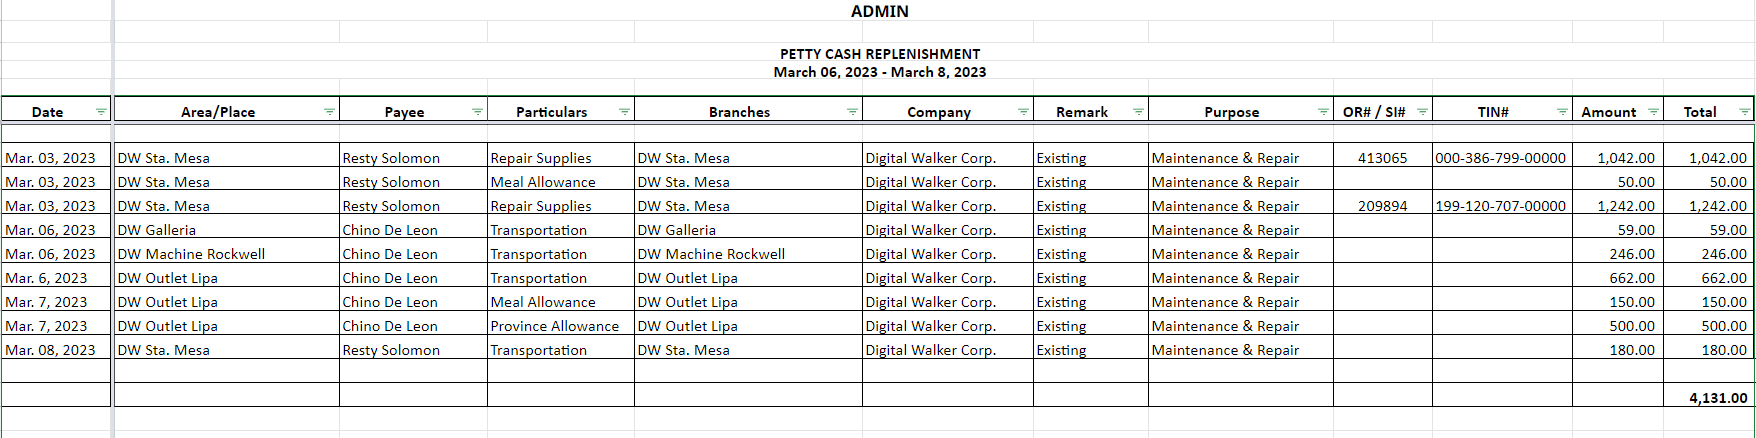 ADMIN
PETTY CASH REPLENISHMENT
March 06, 2023 - March 8, 2023
Date Area/Place Payee Particulars Branches Company Remark Purpose OR# / SI# TIN# Amount Total
Mar. 03, 2023 DW Sta. Mesa Resty Solomon Repair Supplies DW Sta. Mesa Digital Walker Corp. Existing Maintenance & Repair 413065 000-386-799-00000 1,042.00 1,042.00
Mar. 03, 2023 DW Sta. Mesa Resty Solomon Meal Allowance DW Sta. Mesa Digital Walker Corp. Existing Maintenance & Repair 50.00 50.00
Mar. 03, 2023 DW Sta. Mesa Resty Solomon Repair Supplies DW Sta. Mesa Digital Walker Corp. Existing Maintenance & Repair 209894 199-120-707-00000 1,242.00 1,242.00
Mar. 06, 2023 DW Galleria Chino De Leon Transportation DW Galleria Digital Walker Corp. Existing Maintenance & Repair 59.00 59.00
Mar. 06, 2023 DW Machine Rockwell Chino De Leon Transportation DW Machine Rockwell Digital Walker Corp. Existing Maintenance & Repair 246.00 246.00
Mar. 6, 2023 DW Outlet Lipa Chino De Leon Transportation DW Outlet Lipa Digital Walker Corp. Existing Maintenance & Repair 662.00 662.00
Mar. 7, 2023 DW Outlet Lipa Chino De Leon Meal Allowance DW Outlet Lipa Digital Walker Corp. Existing Maintenance & Repair 150.00 150.00
Mar. 7, 2023 DW Outlet Lipa Chino De Leon Province Allowance DW Outlet Lipa Digital Walker Corp. Existing Maintenance & Repair 500.00 500.00
Mar. 08, 2023 DW Sta. Mesa Resty Solomon Transportation DW Sta. Mesa Digital Walker Corp. Existing Maintenance & Repair 180.00 180.00
4,131.00